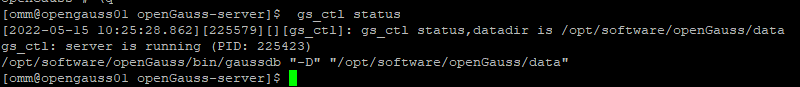 [omm@opengauss01 openGauss-server]$  gs_ctl status
[2022-05-15 10:25:28.862][225579][][gs_ctl]: gs_ctl status,datadir is /opt/software/openGauss/data
gs_ctl: server is running (PID: 225423)
/opt/software/openGauss/bin/gaussdb "-D" "/opt/software/openGauss/data"
[omm@opengauss01 openGauss-server]$